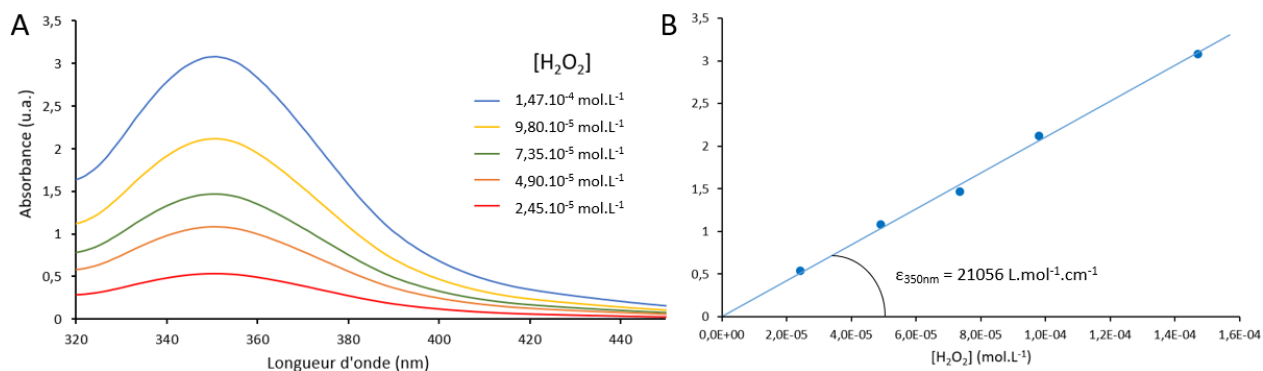 A
3,5
3
2,5
2
1,5
1
0,5
0
Absorbance (u.a.)
320
340
360
380
400
420
440
Longueur d'onde (nm)
[H₂O₂]
1,47.10⁻⁴ mol.L⁻¹
9,80.10⁻⁵ mol.L⁻¹
7,35.10⁻⁵ mol.L⁻¹
4,90.10⁻⁵ mol.L⁻¹
2,45.10⁻⁵ mol.L⁻¹
B
3,5
3
2,5
2
1,5
1
0,5
0
ε₃₅₀ₙₘ = 21056 L.mol⁻¹.cm⁻¹
0,0E+00
2,0E-05
4,0E-05
6,0E-05
8,0E-05
1,0E-04
1,2E-04
1,4E-04
1,6E-04
[H₂O₂] (mol.L⁻¹)